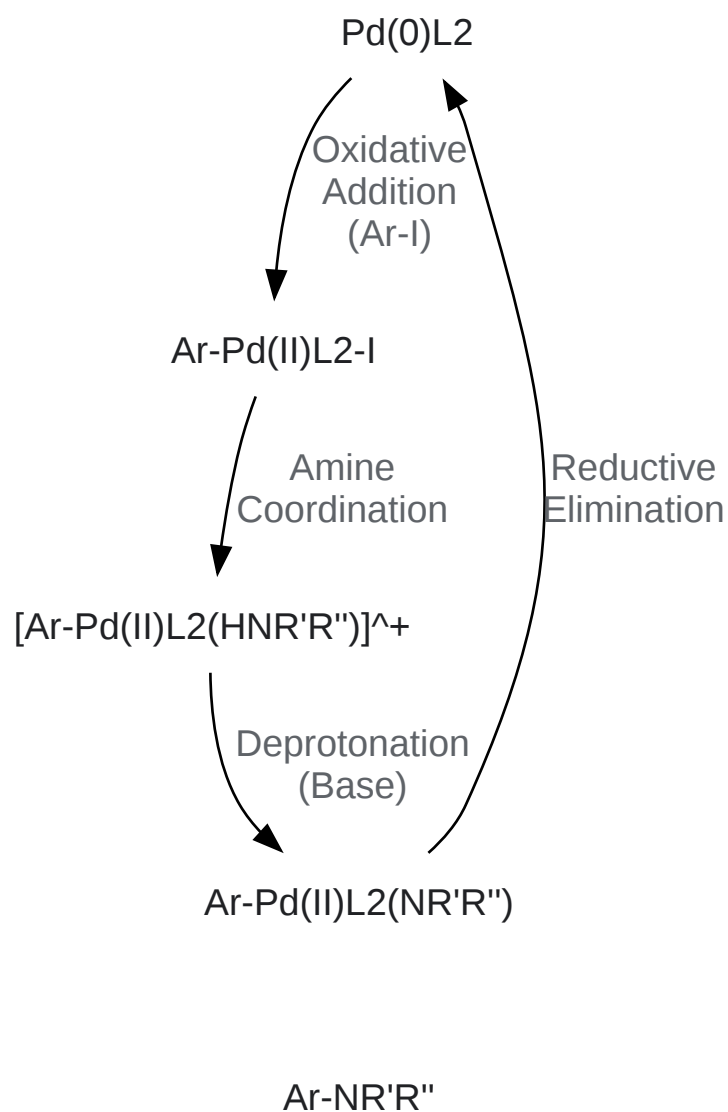 Pd(0)L2
Oxidative
Addition
(Ar-I)
Ar-Pd(II)L2-I
Amine
Coordination
Reductive
Elimination
[Ar-Pd(II)L2(HNR'R")]^+
Deprotonation
(Base)
Ar-Pd(II)L2(NR'R")
Ar-NR'R"